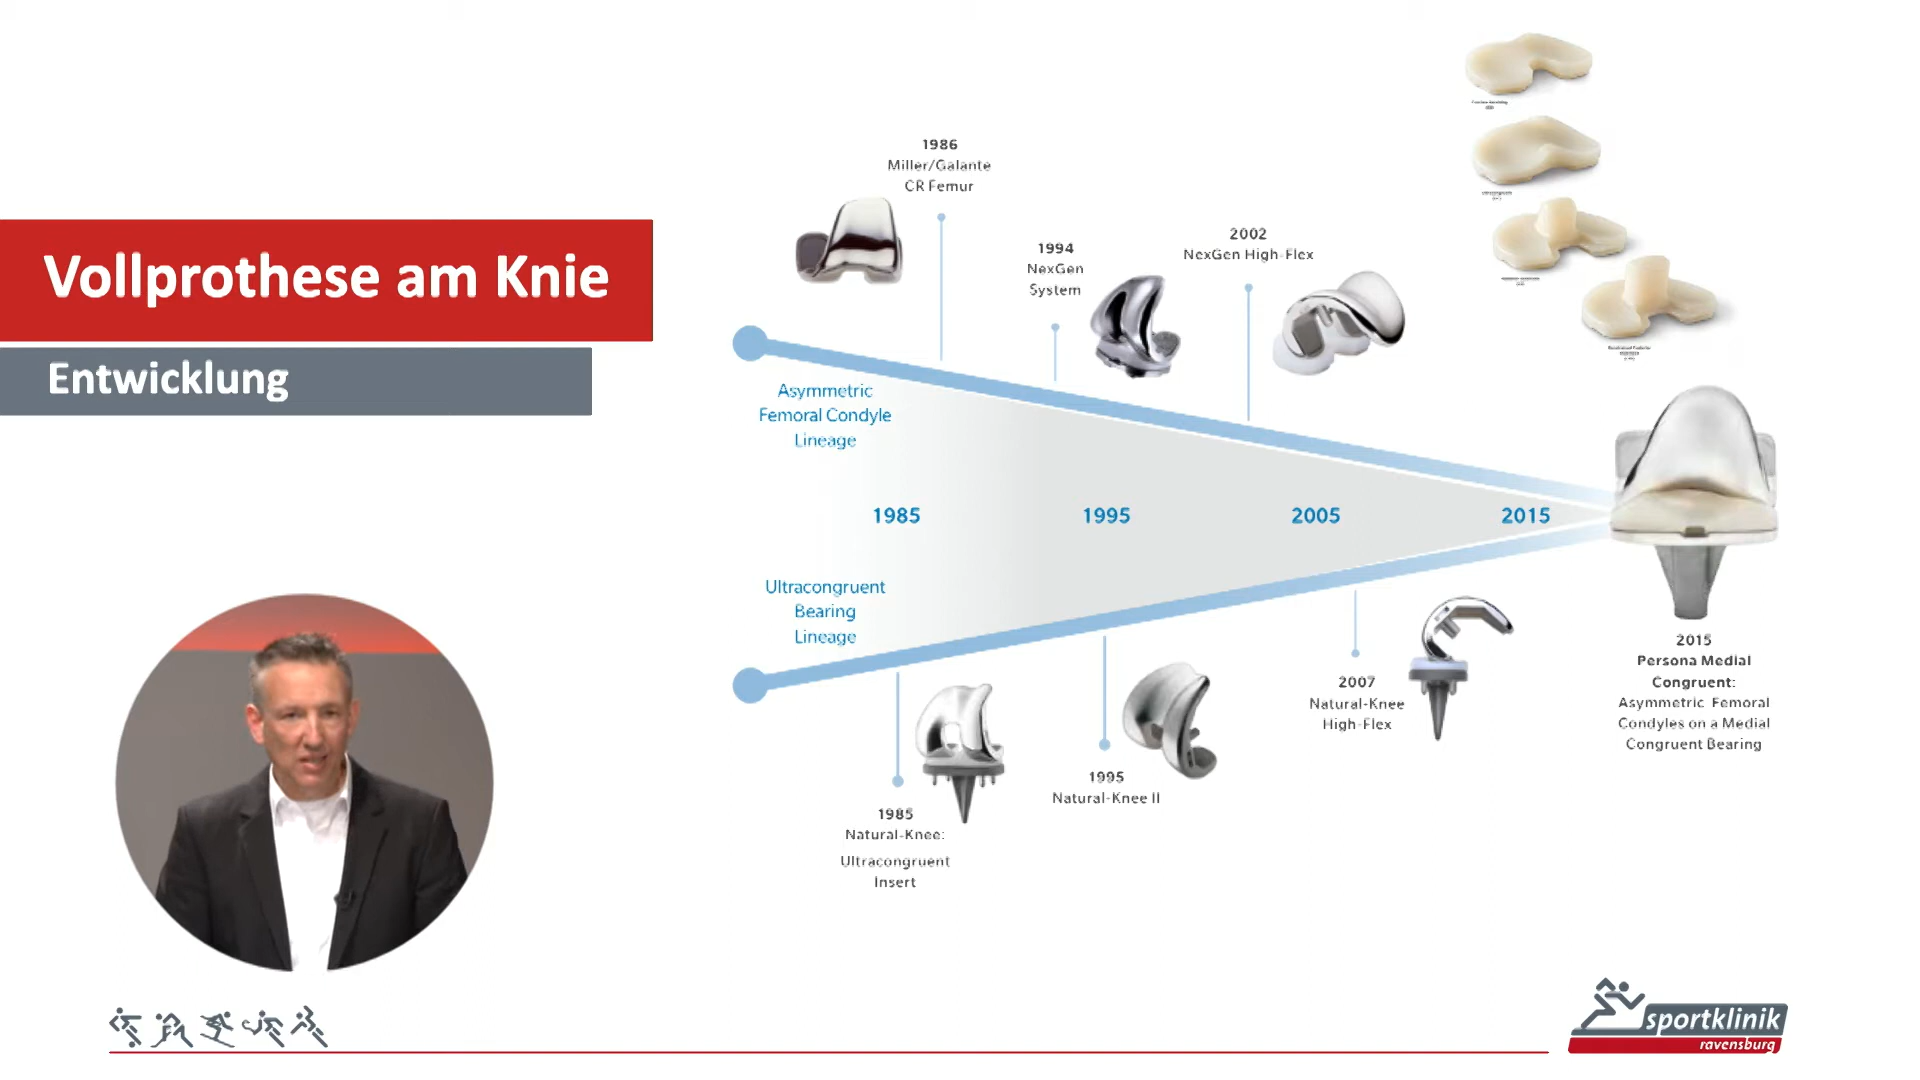 Vollprothese am Knie
Entwicklung
1986
Miller/Galante
CR Femur
1994
NexGen
System
2002
NexGen High-Flex
Asymmetric
Femoral Condyle
Lineage
1985
1995
2005
2015
Ultracongruent
Bearing
Lineage
1985
Natural-Knee:
Ultracongruent
Insert
1995
Natural-Knee II
2007
Natural-Knee
High-Flex
2015
Persona Medial
Congruent:
Asymmetric Femoral
Condyles on a Medial
Congruent Bearing
sportklinik
ravensburg